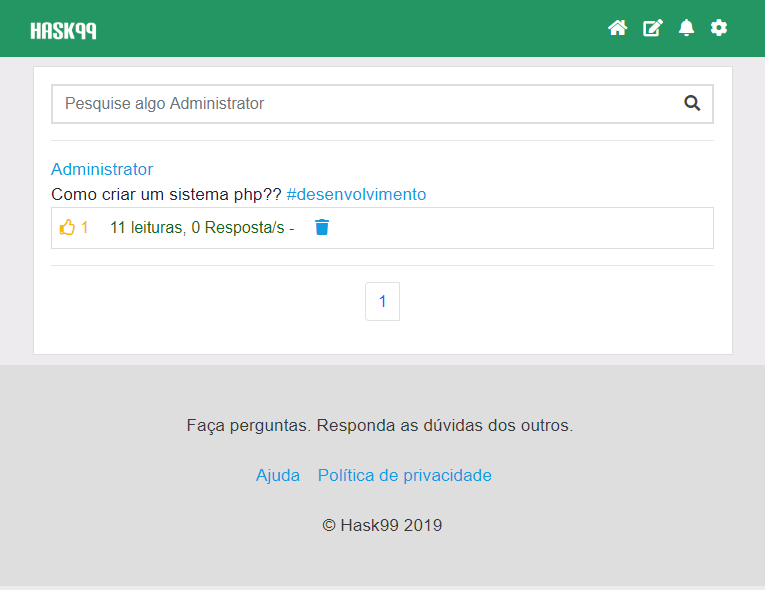 HASK99
Pesquise algo Administrator
Administrator
Como criar um sistema php?? #desenvolvimento
1 11 leituras, 0 Resposta/s -
1
Faça perguntas. Responda as dúvidas dos outros.
Ajuda Política de privacidade
© Hask99 2019